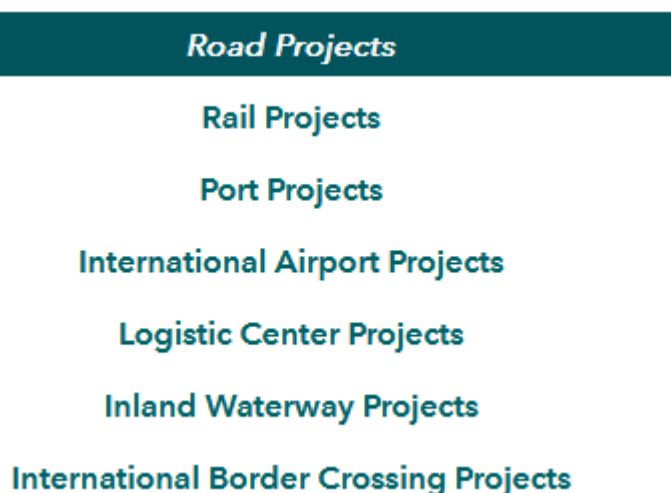 Road Projects
Rail Projects
Port Projects
International Airport Projects
Logistic Center Projects
Inland Waterway Projects
International Border Crossing Projects